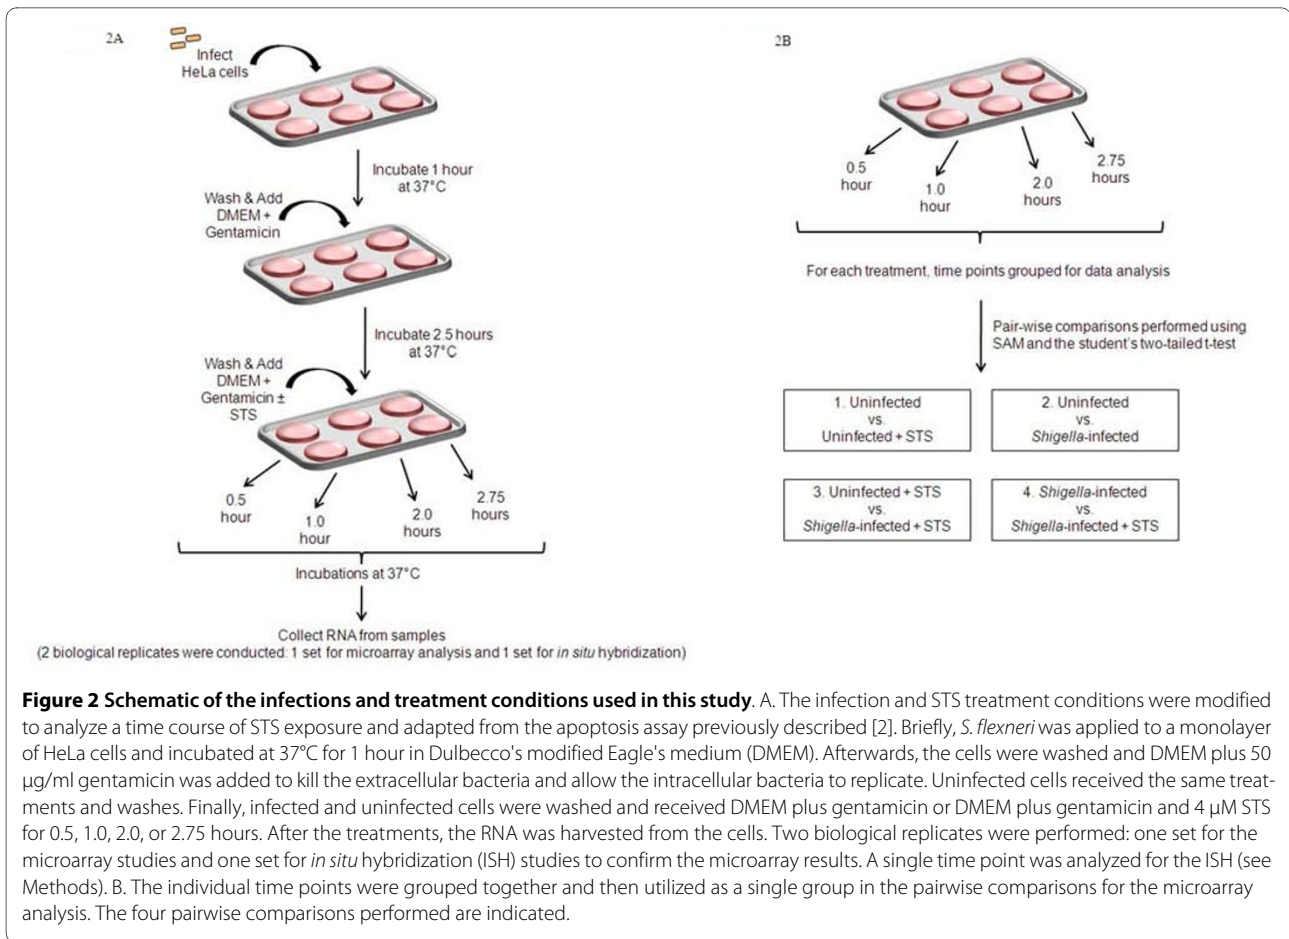 2A
Infect
HeLa cells
Incubate 1 hour
at 37°C
Wash & Add
DMEM +
Gentamicin
Incubate 2.5 hours
at 37°C
Wash & Add
DMEM +
Gentamicin ±
STS
0.5
hour
1.0
hour
2.0
hours
2.75
hours
Incubations at 37°C
Collect RNA from samples
(2 biological replicates were conducted: 1 set for microarray analysis and 1 set for in situ hybridization)
2B
0.5
hour
1.0
hour
2.0
hours
2.75
hours
For each treatment, time points grouped for data analysis
Pair-wise comparisons performed using
SAM and the student's two-tailed t-test
1. Uninfected
vs.
Uninfected + STS
2. Uninfected
vs.
Shigella-infected
3. Uninfected + STS
vs.
Shigella-infected + STS
4. Shigella-infected
vs.
Shigella-infected + STS
Figure 2 Schematic of the infections and treatment conditions used in this study. A. The infection and STS treatment conditions were modified
to analyze a time course of STS exposure and adapted from the apoptosis assay previously described [2]. Briefly, S. flexneri was applied to a monolayer
of HeLa cells and incubated at 37°C for 1 hour in Dulbecco's modified Eagle's medium (DMEM). Afterwards, the cells were washed and DMEM plus 50
μg/ml gentamicin was added to kill the extracellular bacteria and allow the intracellular bacteria to replicate. Uninfected cells received the same treat-
ments and washes. Finally, infected and uninfected cells were washed and received DMEM plus gentamicin or DMEM plus gentamicin and 4 μM STS
for 0.5, 1.0, 2.0, or 2.75 hours. After the treatments, the RNA was harvested from the cells. Two biological replicates were performed: one set for the
microarray studies and one set for in situ hybridization (ISH) studies to confirm the microarray results. A single time point was analyzed for the ISH (see
Methods). B. The individual time points were grouped together and then utilized as a single group in the pairwise comparisons for the microarray
analysis. The four pairwise comparisons performed are indicated.